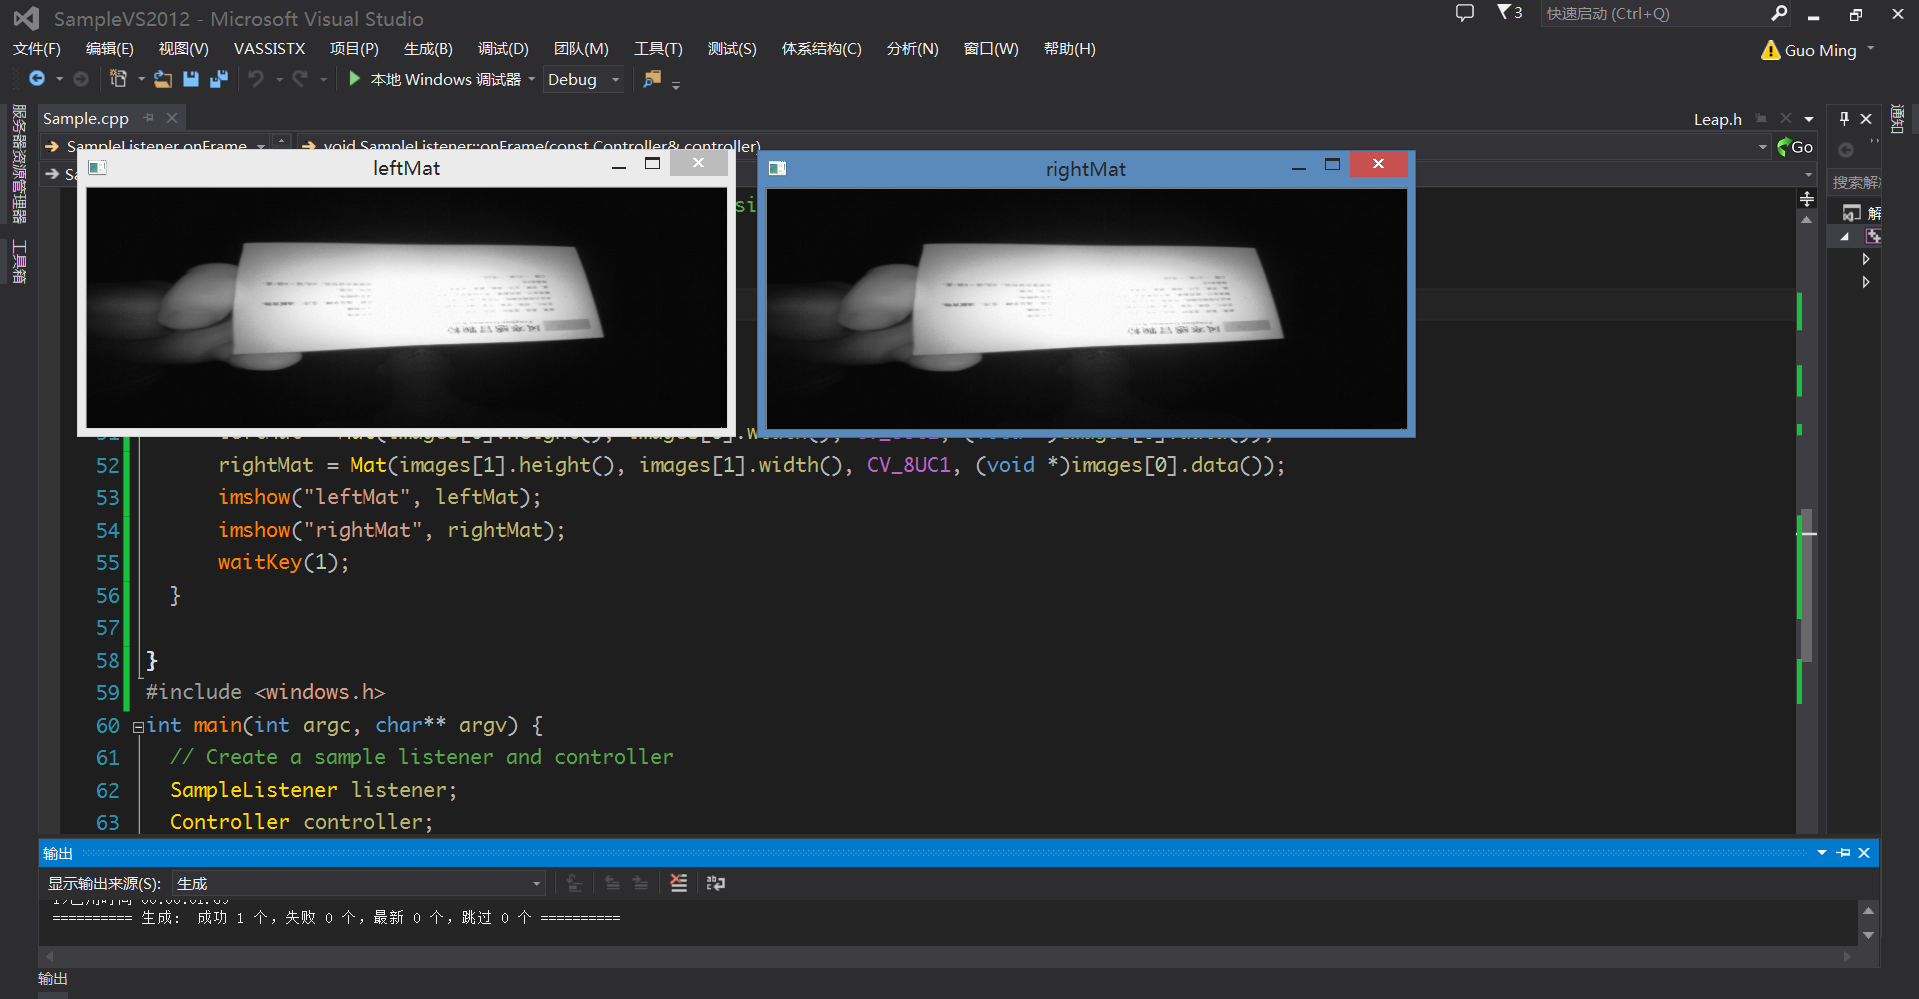 SampleVS2012 - Microsoft Visual Studio
3
快速启动 (Ctrl+Q)
文件(F) 编辑(E) 视图(V) VASSISTX 项目(P) 生成(B) 调试(D) 团队(M) 工具(T) 测试(S) 体系结构(C) 分析(N) 窗口(W) 帮助(H)
Guo Ming
本地 Windows 调试器 Debug
服务器资源管理器
工具箱
Sample.cpp
Leap.h
通知
SampleListener.onFrame
void SampleListener::onFrame(const Controller& controller)
Go
搜索解
解
leftMat
rightMat
si
52 rightMat = Mat(images[1].height(), images[1].width(), CV_8UC1, (void *)images[0].data());
53 imshow("leftMat", leftMat);
54 imshow("rightMat", rightMat);
55 waitKey(1);
56 }
57
58 }
59 #include <windows.h>
60 int main(int argc, char** argv) {
61 // Create a sample listener and controller
62 SampleListener listener;
63 Controller controller;
输出
显示输出来源(S): 生成
========== 生成: 成功 1 个，失败 0 个，最新 0 个，跳过 0 个 ==========
输出